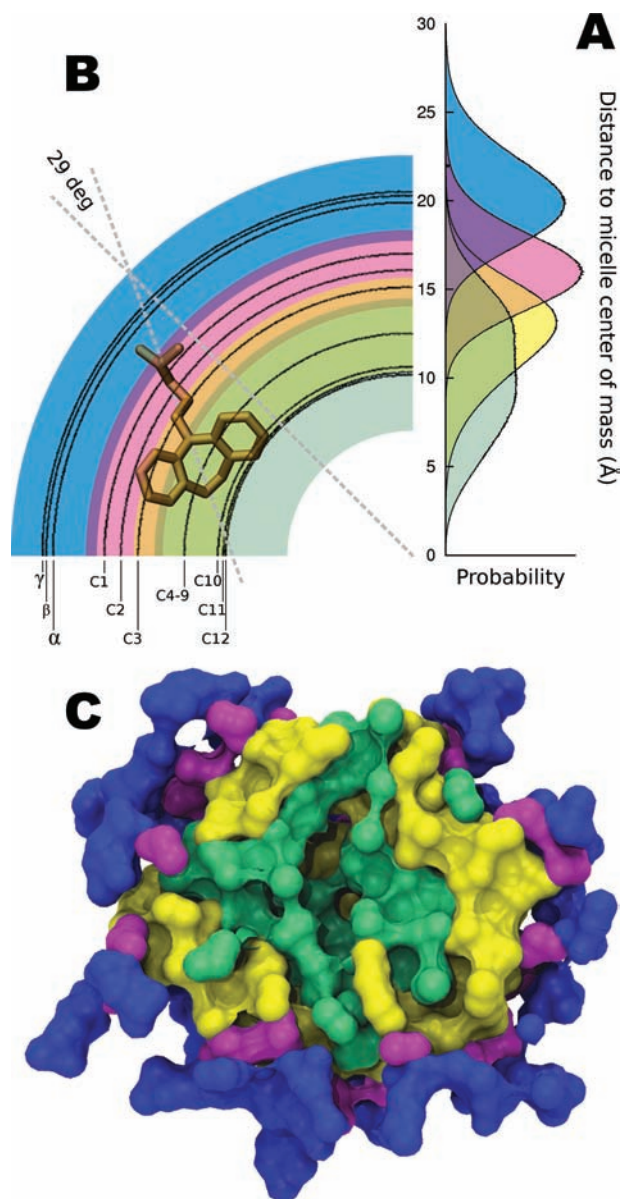 A
B
29 deg
30
25
20
15
10
5
0
Distance to micelle center of mass (Å)
Probability
γ
β
α
C1
C2
C3
C4-9
C10
C11
C12
C